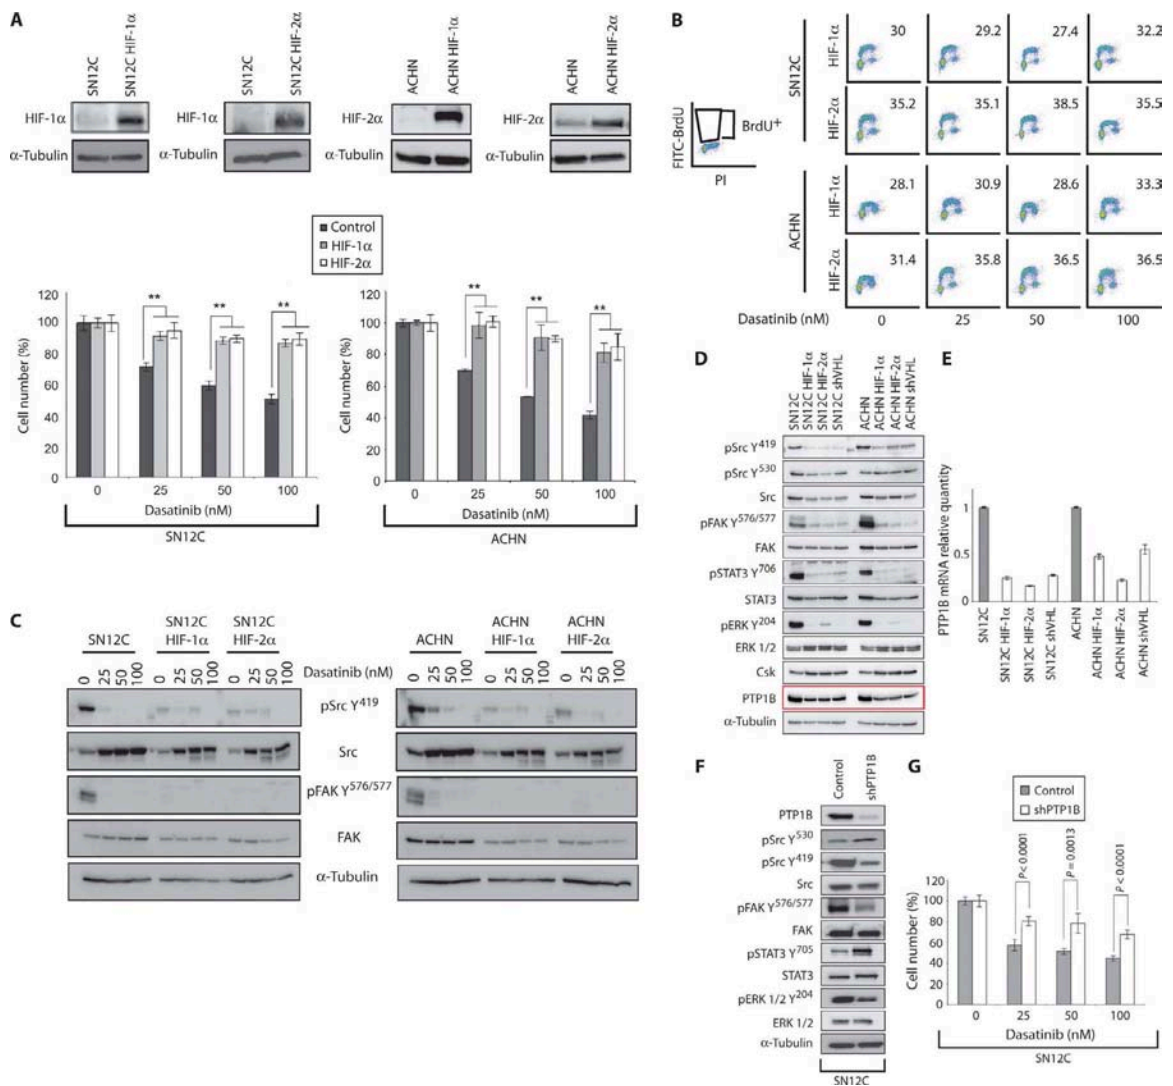 A
SN12C
SN12C HIF-1α
SN12C
SN12C HIF-2α
ACHN
ACHN HIF-1α
ACHN
ACHN HIF-2α
HIF-1α
HIF-1α
HIF-2α
HIF-2α
α-Tubulin
α-Tubulin
α-Tubulin
α-Tubulin
Control
HIF-1α
HIF-2α
Cell number (%)
120
100
80
60
40
20
0
**
**
**
0
25
50
100
Dasatinib (nM)
SN12C
Cell number (%)
120
100
80
60
40
20
0
**
**
**
0
25
50
100
Dasatinib (nM)
ACHN
B
FITC-BrdU
BrdU+
PI
SN12C
HIF-1α
30
29.2
27.4
32.2
HIF-2α
35.2
35.1
38.5
35.5
ACHN
HIF-1α
28.1
30.9
28.6
33.3
HIF-2α
31.4
35.8
36.5
36.5
Dasatinib (nM)
0
25
50
100
C
SN12C
SN12C HIF-1α
SN12C HIF-2α
0 25 50 100 0 25 50 100 0 25 50 100
Dasatinib (nM)
ACHN
ACHN HIF-1α
ACHN HIF-2α
0 25 50 100 0 25 50 100 0 25 50 100
pSrc Y419
Src
pFAK Y576/577
FAK
α-Tubulin
D
SN12C
SN12C HIF-1α
SN12C HIF-2α
SN12C shVHL
ACHN
ACHN HIF-1α
ACHN HIF-2α
ACHN shVHL
pSrc Y419
pSrc Y530
Src
pFAK Y576/577
FAK
pSTAT3 Y706
STAT3
pERK Y204
ERK 1/2
Csk
PTP1B
α-Tubulin
E
PTP1B mRNA relative quantity
1
0.5
0
SN12C
SN12C HIF-1α
SN12C HIF-2α
SN12C shVHL
ACHN
ACHN HIF-1α
ACHN HIF-2α
ACHN shVHL
F
Control
shPTP1B
PTP1B
pSrc Y530
pSrc Y419
Src
pFAK Y576/577
FAK
pSTAT3 Y705
STAT3
pERK 1/2 Y204
ERK 1/2
α-Tubulin
SN12C
G
Control
shPTP1B
P < 0.0001
P = 0.0013
P < 0.0001
Cell number (%)
120
100
80
60
40
20
0
0
25
50
100
Dasatinib (nM)
SN12C